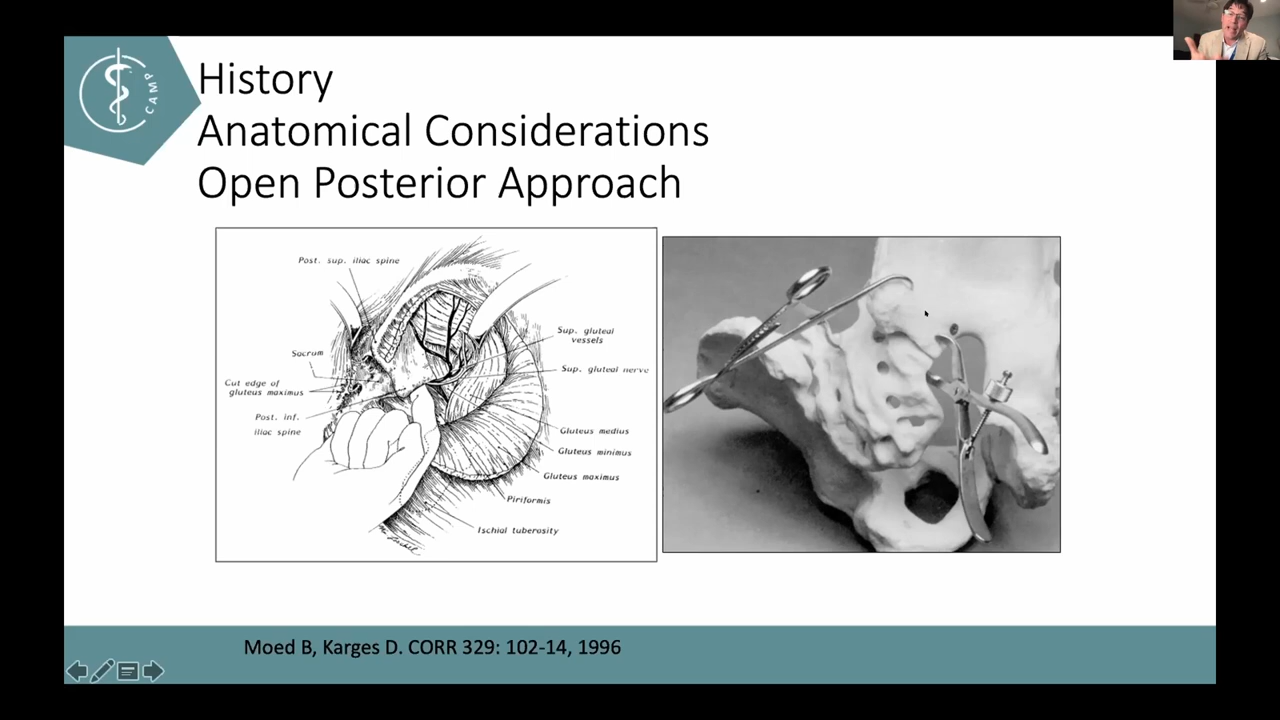 CAMP
History
Anatomical Considerations
Open Posterior Approach
Post. sup. iliac spine
Sup. gluteal
vessels
Sacrum
Sup. gluteal nerve
Cut edge of
gluteus maximus
Post. inf.
iliac spine
Gluteus medius
Gluteus minimus
Gluteus maximus
Piriformis
Ischial tuberosity
Moed B, Karges D. CORR 329: 102-14, 1996